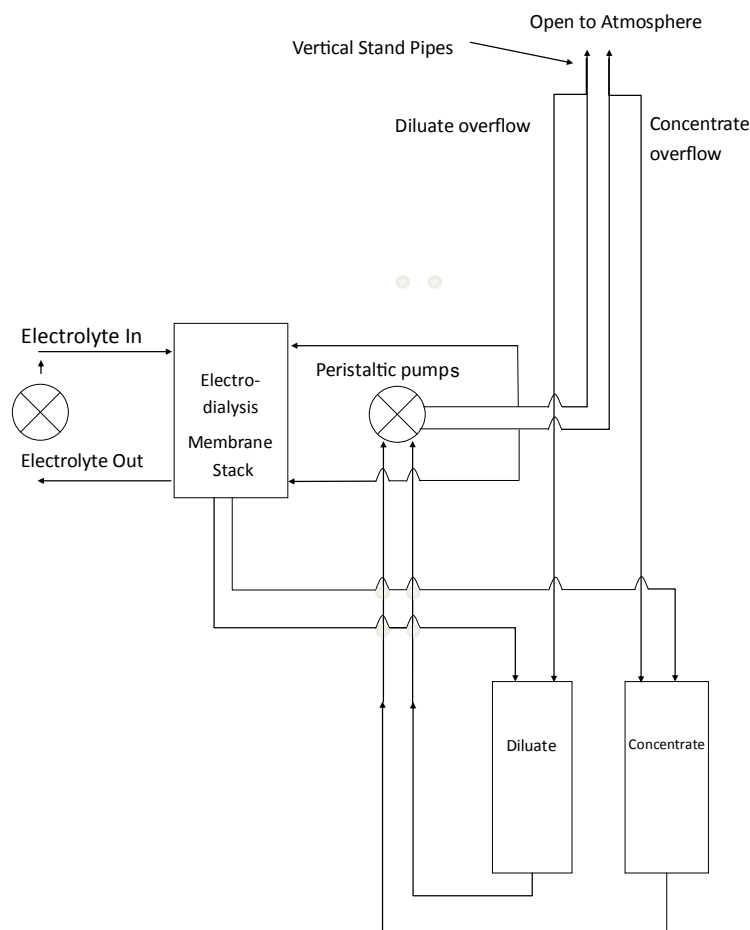 Open to Atmosphere
Vertical Stand Pipes
Diluate overflow
Concentrate
overflow
Electrolyte In
Electro-
dialysis
Membrane
Stack
Peristaltic pumps
Electrolyte Out
Diluate
Concentrate